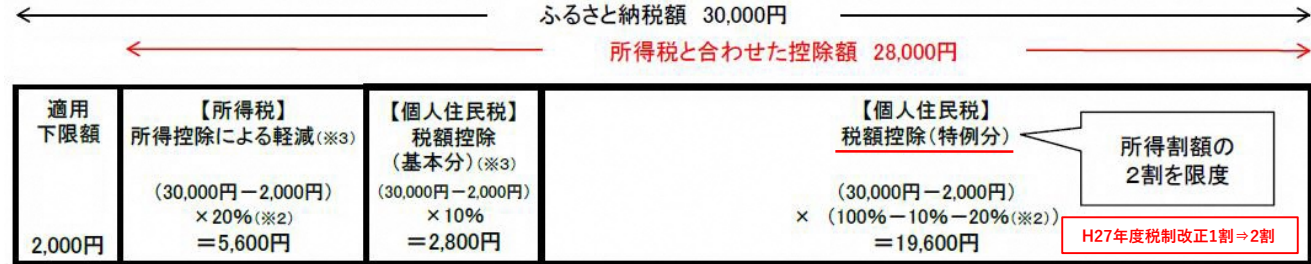 ふるさと納税額 30,000円
所得税と合わせた控除額 28,000円
適用
下限額
2,000円
【所得税】
所得控除による軽減(※3)
(30,000円-2,000円)
×20%(※2)
=5,600円
【個人住民税】
税額控除
(基本分)(※3)
(30,000円-2,000円)
×10%
=2,800円
【個人住民税】
税額控除(特例分)
(30,000円-2,000円)
× (100%-10%-20%(※2))
=19,600円
所得割額の
2割を限度
H27年度税制改正1割⇒2割